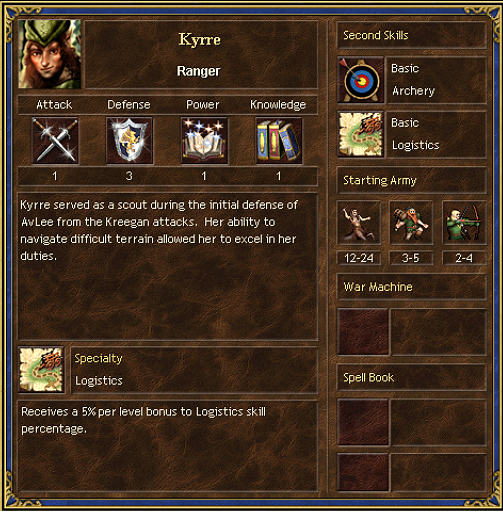 Kyrre
Ranger
Attack Defense Power Knowledge
1 3 1 1
Kyrre served as a scout during the initial defense of
AvLee from the Kreegan attacks. Her ability to
navigate difficult terrain allowed her to excel in her
duties.
Specialty
Logistics
Receives a 5% per level bonus to Logistics skill
percentage.
Second Skills
Basic
Archery
Basic
Logistics
Starting Army
12-24 3-5 2-4
War Machine
Spell Book